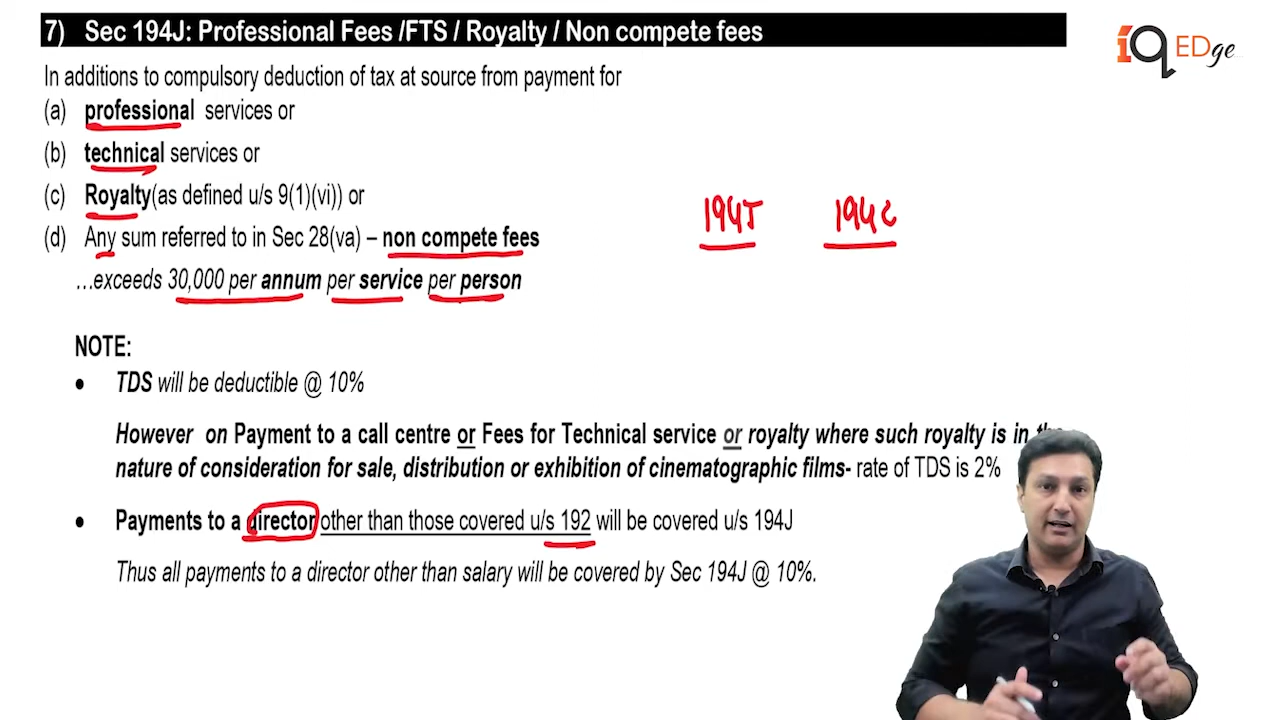 7) Sec 194J: Professional Fees /FTS / Royalty / Non compete fees
iQ EDge
In additions to compulsory deduction of tax at source from payment for
(a) professional services or
(b) technical services or
(c) Royalty(as defined u/s 9(1)(vi)) or
194J 194C
(d) Any sum referred to in Sec 28(va) – non compete fees
…exceeds 30,000 per annum per service per person
NOTE:
• TDS will be deductible @ 10%
However on Payment to a call centre or Fees for Technical service or royalty where such royalty is in the
nature of consideration for sale, distribution or exhibition of cinematographic films- rate of TDS is 2%
• Payments to a director other than those covered u/s 192 will be covered u/s 194J
Thus all payments to a director other than salary will be covered by Sec 194J @ 10%.